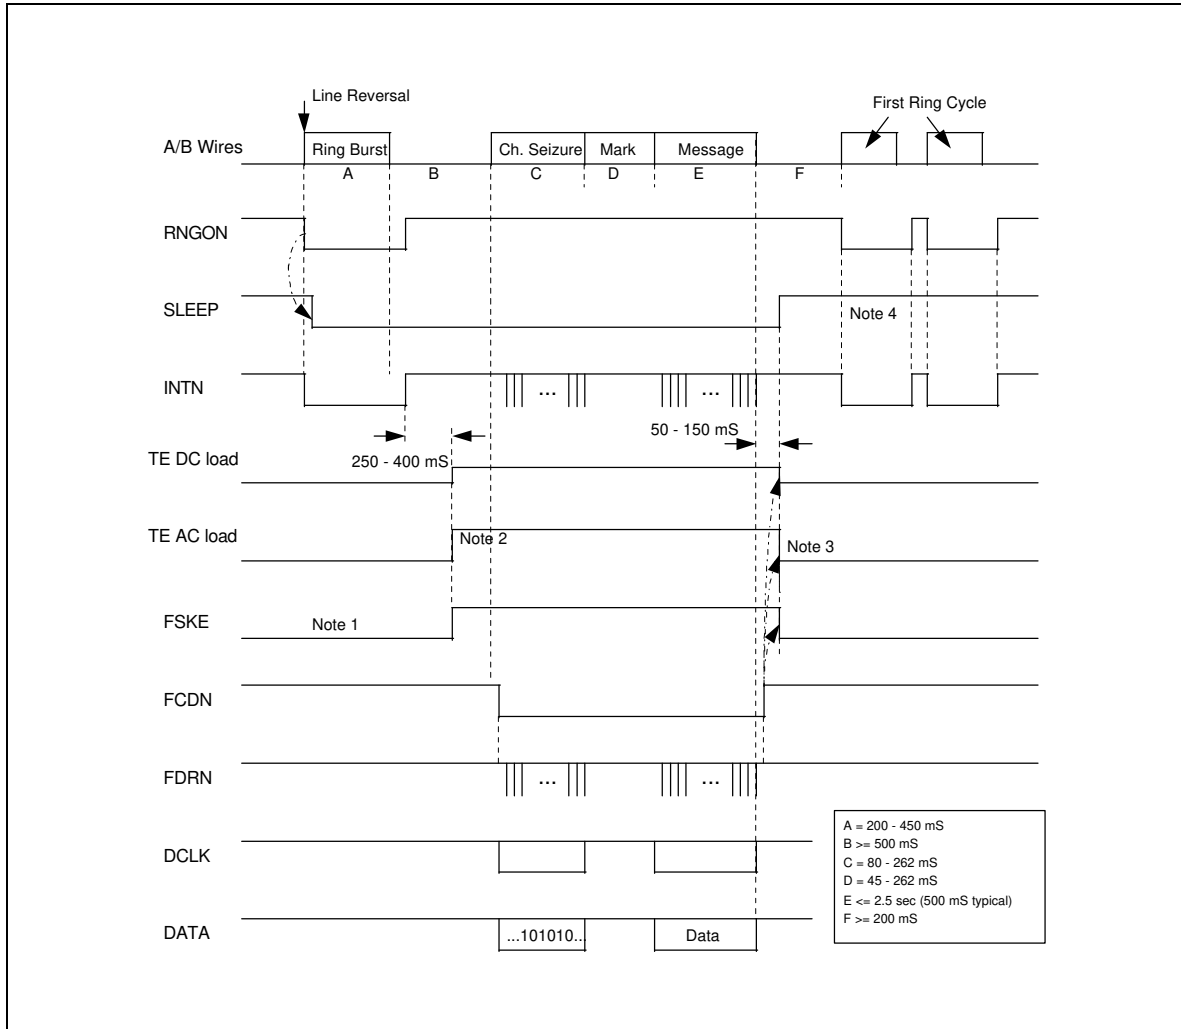 Line Reversal
First Ring Cycle
A/B Wires
Ring Burst
Ch. Seizure
Mark
Message
A
B
C
D
E
F
RNGON
SLEEP
Note 4
INTN
...
...
50 - 150 mS
250 - 400 mS
TE DC load
TE AC load
Note 2
Note 3
FSKE
Note 1
FCDN
FDRN
...
...
DCLK
DATA
...101010...
Data
A = 200 - 450 mS
B >= 500 mS
C = 80 - 262 mS
D = 45 - 262 mS
E <= 2.5 sec (500 mS typical)
F >= 200 mS